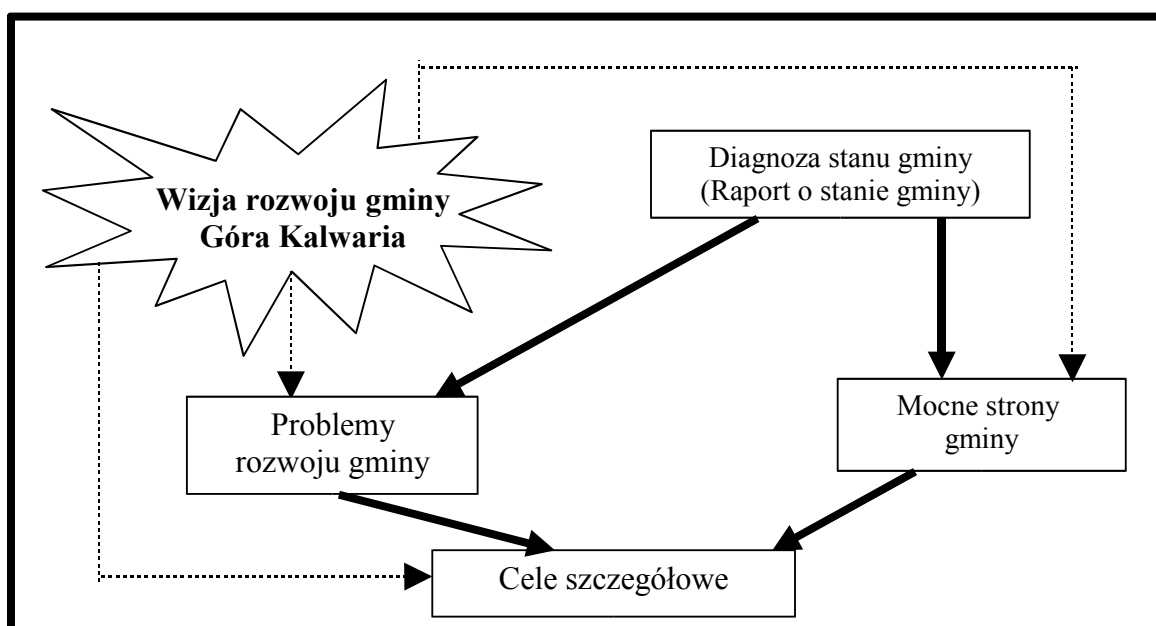 Wizja rozwoju gminy
Góra Kalwaria
Diagnoza stanu gminy
(Raport o stanie gminy)
Problemy
rozwoju gminy
Mocne strony
gminy
Cele szczegółowe